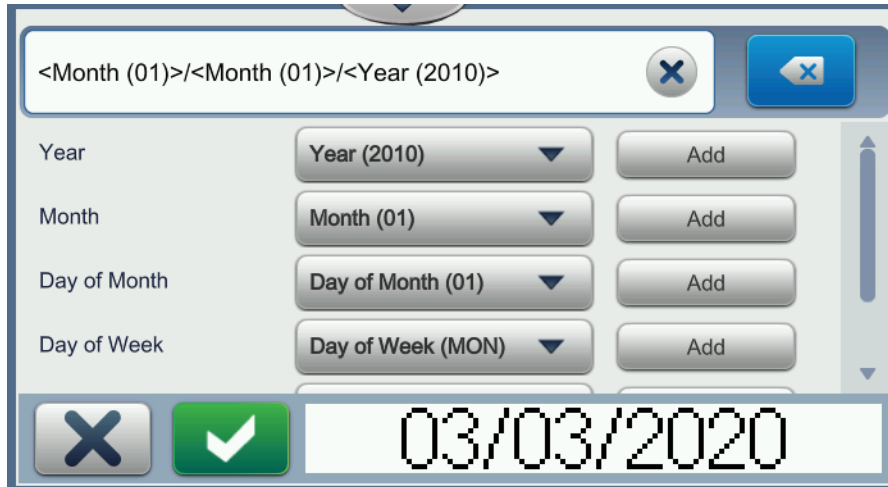 <Month (01)>/<Month (01)>/<Year (2010)>
Year Year (2010) Add
Month Month (01) Add
Day of Month Day of Month (01) Add
Day of Week Day of Week (MON) Add
03/03/2020